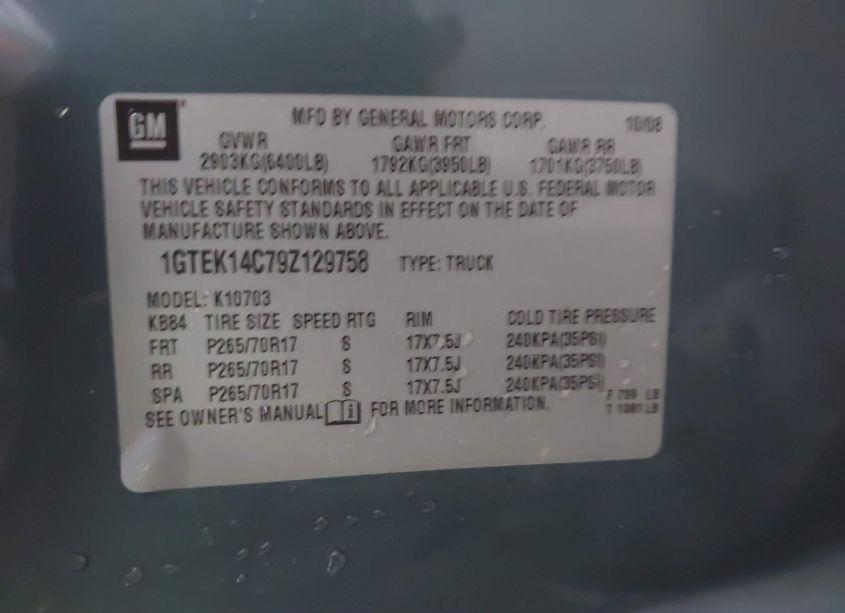 GM
MFD BY GENERAL MOTORS CORP. 10/08
GVWR GAWR FRT GAWR RR
2903KG(6400LB) 1792KG(3950LB) 1701KG(3750LB)
THIS VEHICLE CONFORMS TO ALL APPLICABLE U.S. FEDERAL MOTOR
VEHICLE SAFETY STANDARDS IN EFFECT ON THE DATE OF
MANUFACTURE SHOWN ABOVE.
1GTEK14C79Z129758 TYPE: TRUCK
MODEL: K10703
KB84 TIRE SIZE SPEED RTG RIM COLD TIRE PRESSURE
FRT P265/70R17 S 17X7.5J 240KPA(35PSI)
RR P265/70R17 S 17X7.5J 240KPA(35PSI)
SPA P265/70R17 S 17X7.5J 240KPA(35PSI)
SEE OWNER'S MANUAL i FOR MORE INFORMATION.
F LB
T LB